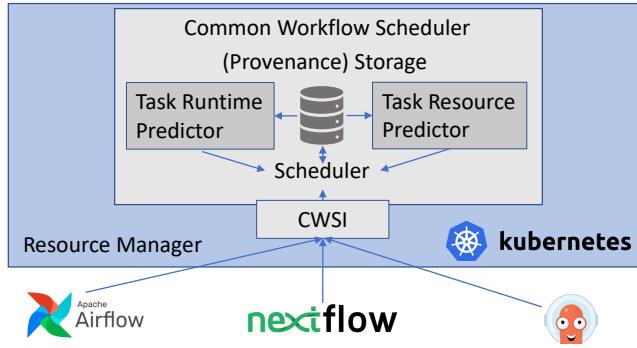 Common Workflow Scheduler
(Provenance) Storage
Task Runtime
Predictor
Task Resource
Predictor
Scheduler
CWSI
Resource Manager
kubernetes
Apache
Airflow
nextflow